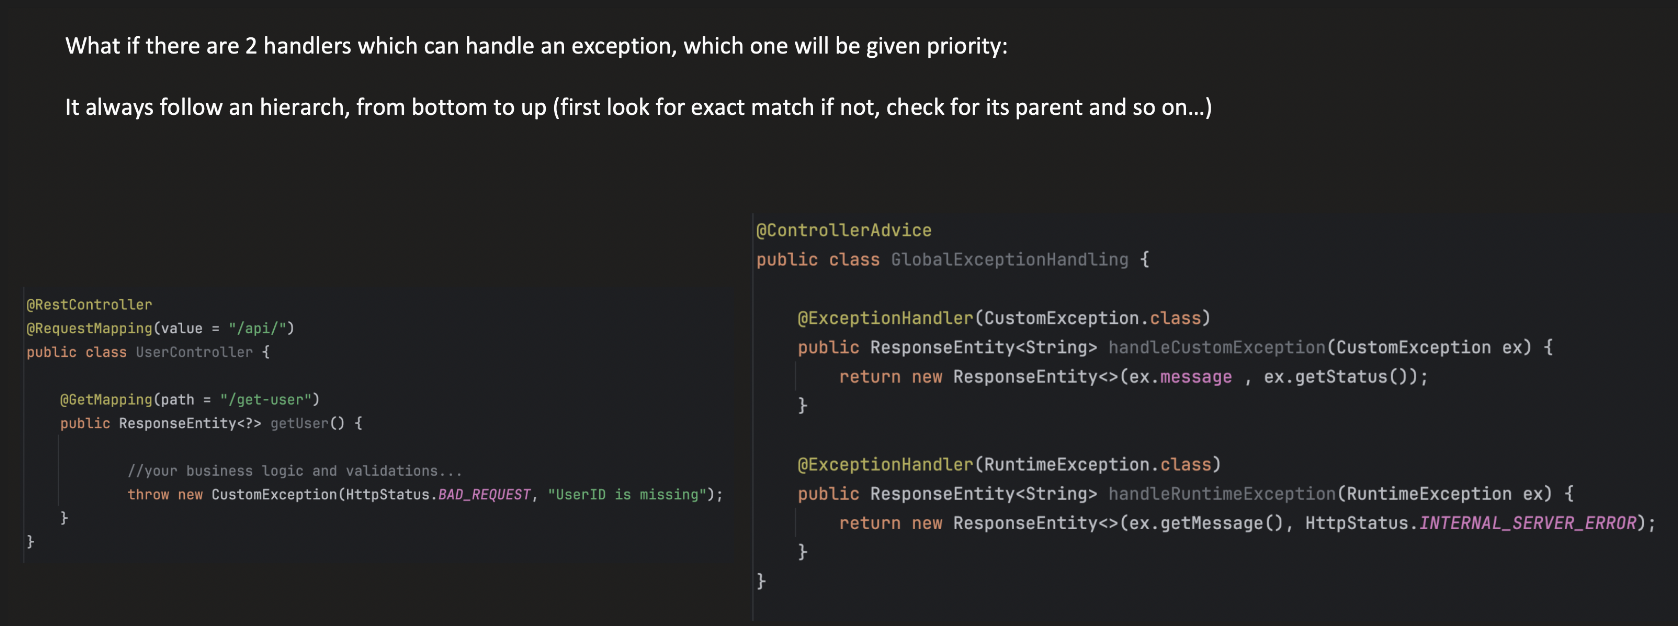 What if there are 2 handlers which can handle an exception, which one will be given priority:
It always follow an hierarch, from bottom to up (first look for exact match if not, check for its parent and so on...)
@RestController
@RequestMapping(value = "/api/")
public class UserController {
@GetMapping(path = "/get-user")
public ResponseEntity<?> getUser() {
//your business logic and validations...
throw new CustomException(HttpStatus.BAD_REQUEST, "UserID is missing");
}
}
@ControllerAdvice
public class GlobalExceptionHandling {
@ExceptionHandler(CustomException.class)
public ResponseEntity<String> handleCustomException(CustomException ex) {
return new ResponseEntity<>(ex.message , ex.getStatus());
}
@ExceptionHandler(RuntimeException.class)
public ResponseEntity<String> handleRuntimeException(RuntimeException ex) {
return new ResponseEntity<>(ex.getMessage(), HttpStatus.INTERNAL_SERVER_ERROR);
}
}